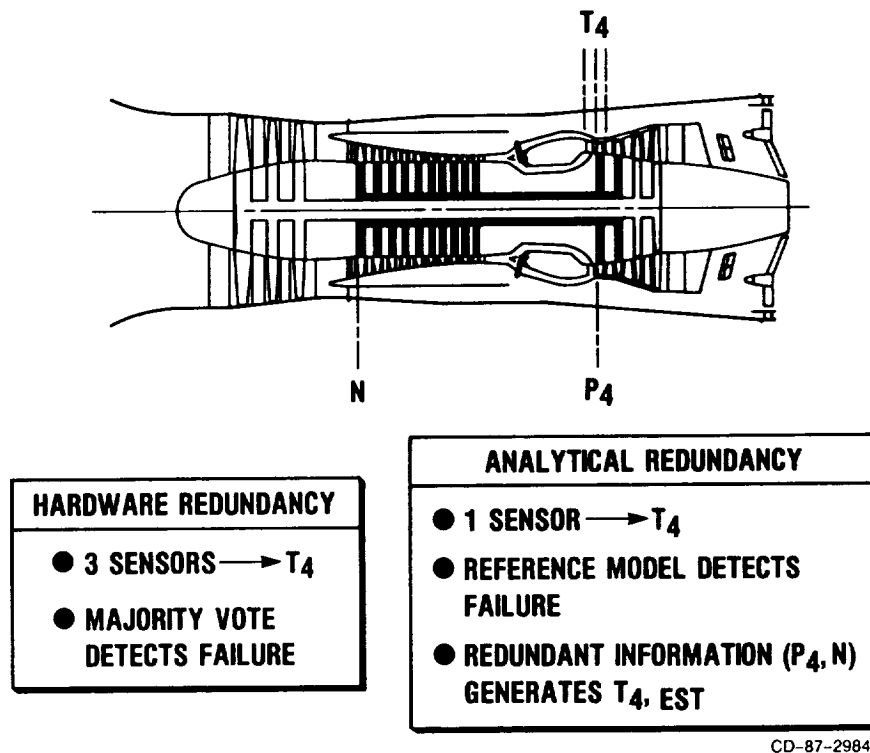 T4
N
P4
HARDWARE REDUNDANCY
● 3 SENSORS → T4
● MAJORITY VOTE
DETECTS FAILURE
ANALYTICAL REDUNDANCY
● 1 SENSOR → T4
● REFERENCE MODEL DETECTS
FAILURE
● REDUNDANT INFORMATION (P4, N)
GENERATES T4, EST
CD-87-2984